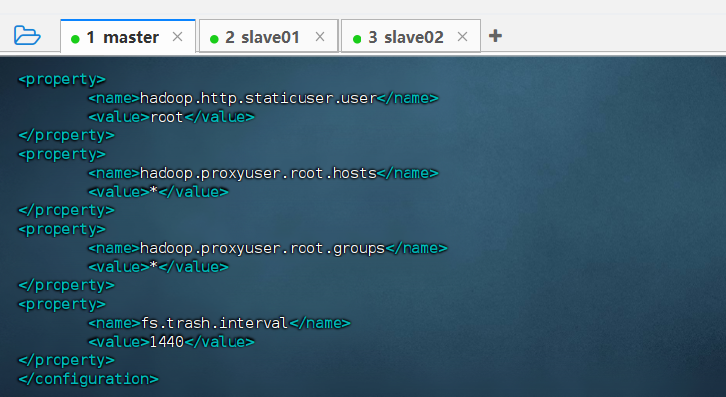 1 master × 2 slave01 × 3 slave02 × +
<property>
<name>hadoop.http.staticuser.user</name>
<value>root</value>
</property>
<property>
<name>hadoop.proxyuser.root.hosts</name>
<value>*</value>
</property>
<property>
<name>hadoop.proxyuser.root.groups</name>
<value>*</value>
</property>
<property>
<name>fs.trash.interval</name>
<value>1440</value>
</property>
</configuration>